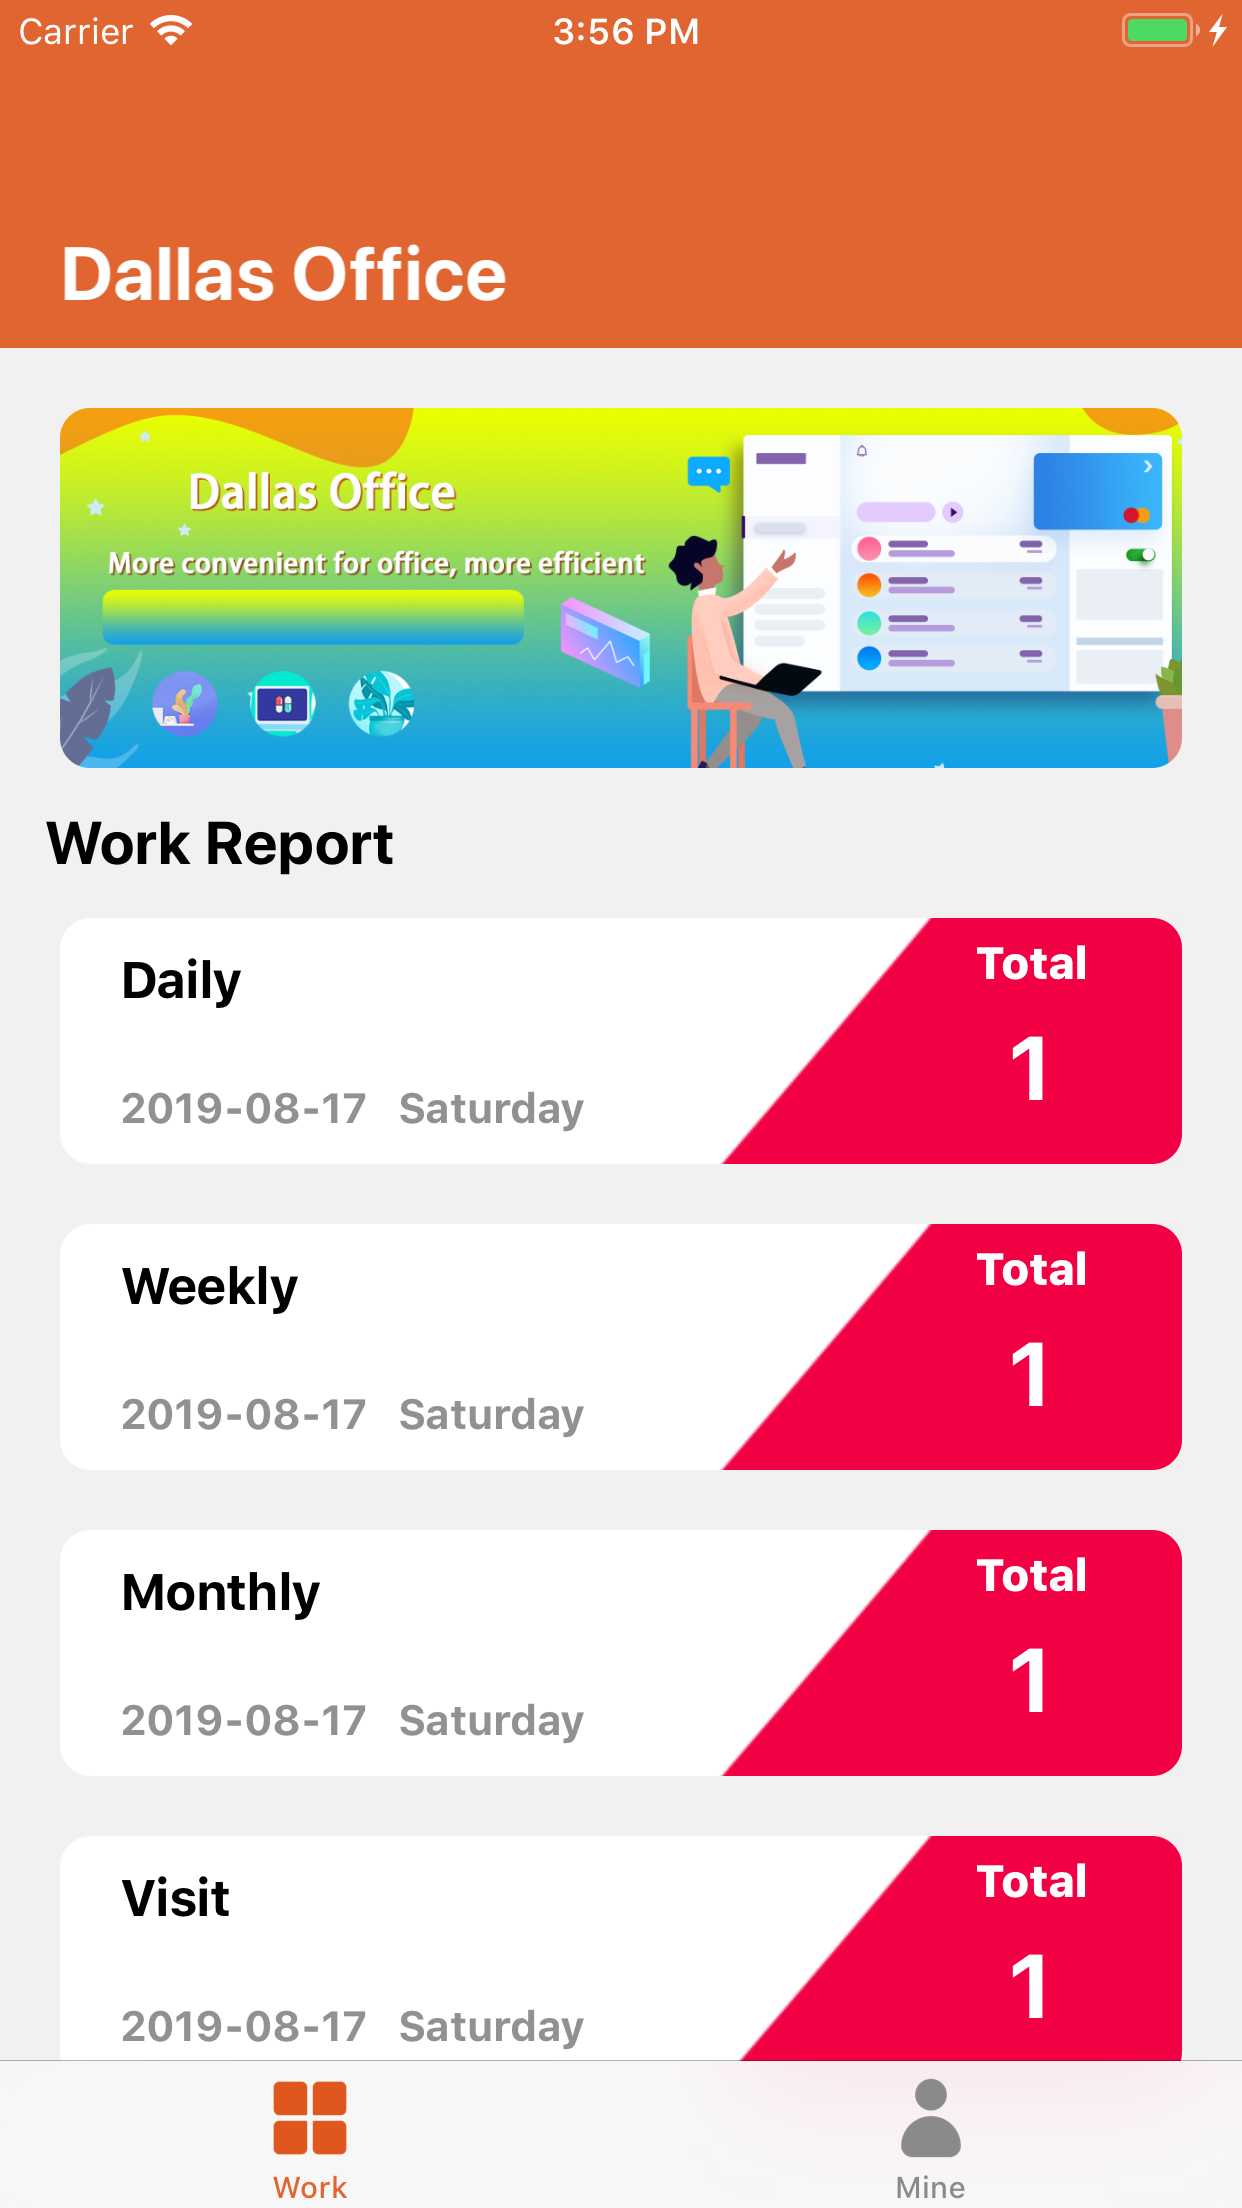 Carrier 3:56 PM
Dallas Office
Dallas Office
More convenient for office, more efficient
Work Report
Daily
Total
1
2019-08-17 Saturday
Weekly
Total
1
2019-08-17 Saturday
Monthly
Total
1
2019-08-17 Saturday
Visit
Total
1
2019-08-17 Saturday
Work
Mine